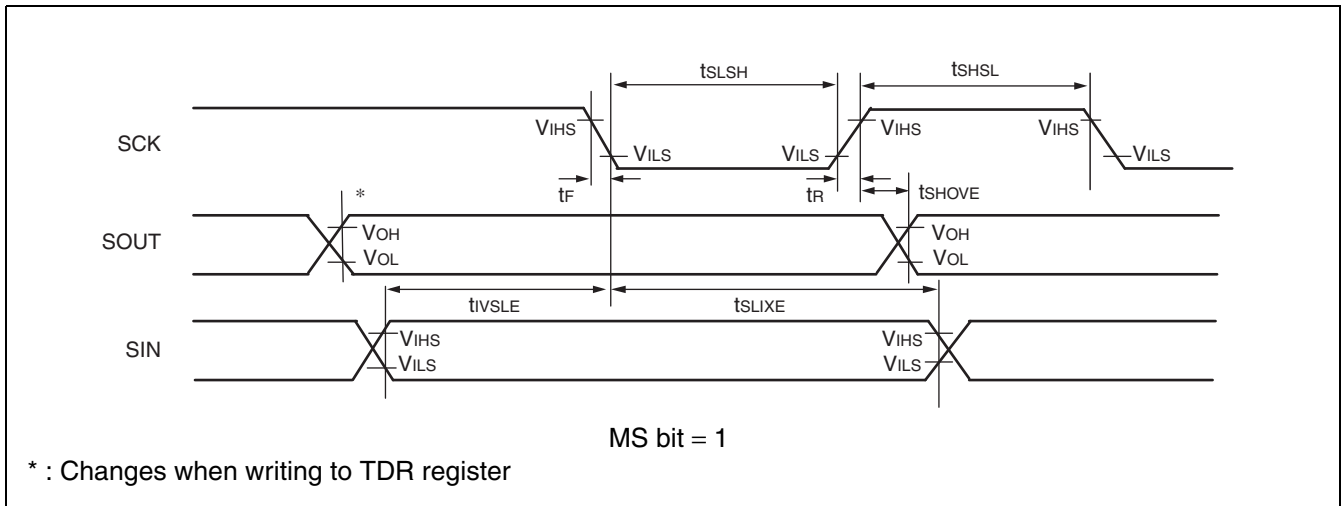 tSLSH
tSHSL
SCK
VIHS
VILS
VILS
VIHS
VIHS
VILS
tF
tR
tSHOVE
*
SOUT
VOH
VOL
VOH
VOL
tIVSLE
tSLIXE
SIN
VIHS
VILS
VIHS
VILS
MS bit = 1
* : Changes when writing to TDR register